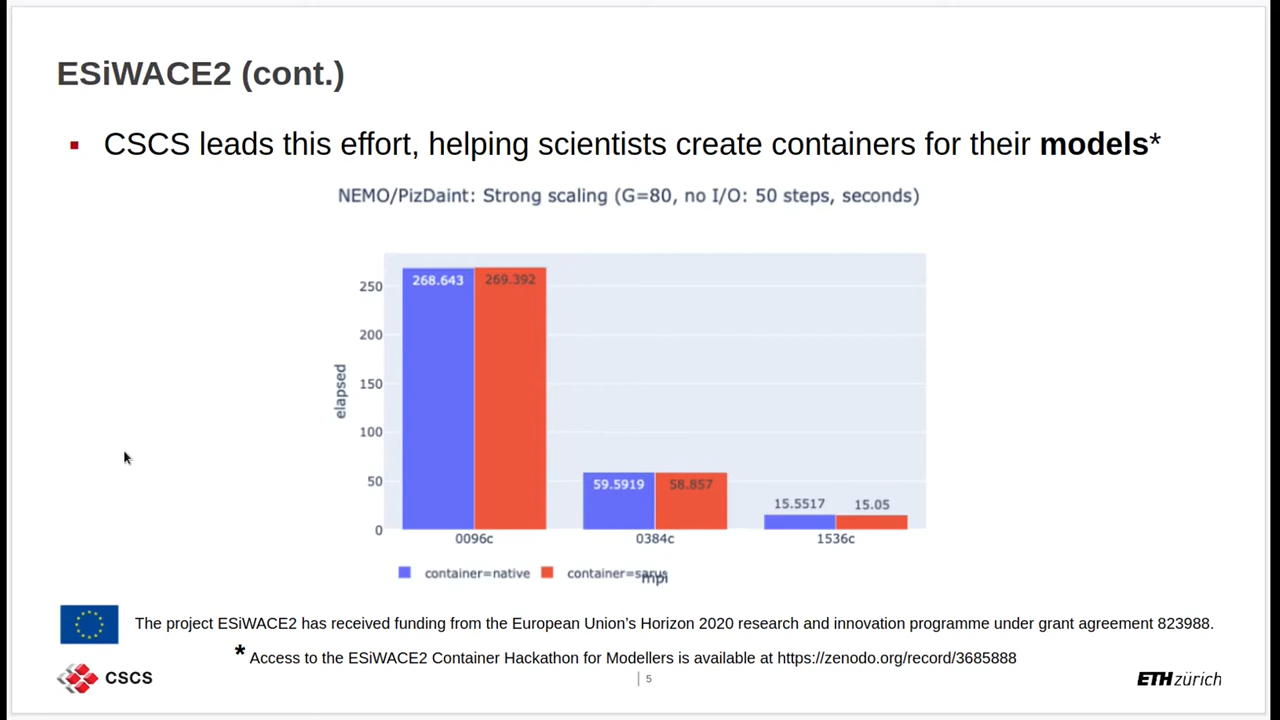 ESiWACE2 (cont.)
▪ CSCS leads this effort, helping scientists create containers for their models*
NEMO/PizDaint: Strong scaling (G=80, no I/O: 50 steps, seconds)
268.643
269.392
59.5919
58.857
15.5517
15.05
250
200
150
100
50
0
elapsed
0096c
0384c
1536c
container=native
container=sarus
mpi
The project ESiWACE2 has received funding from the European Union’s Horizon 2020 research and innovation programme under grant agreement 823988.
* Access to the ESiWACE2 Container Hackathon for Modellers is available at https://zenodo.org/record/3685888
CSCS
| 5
ETH zürich